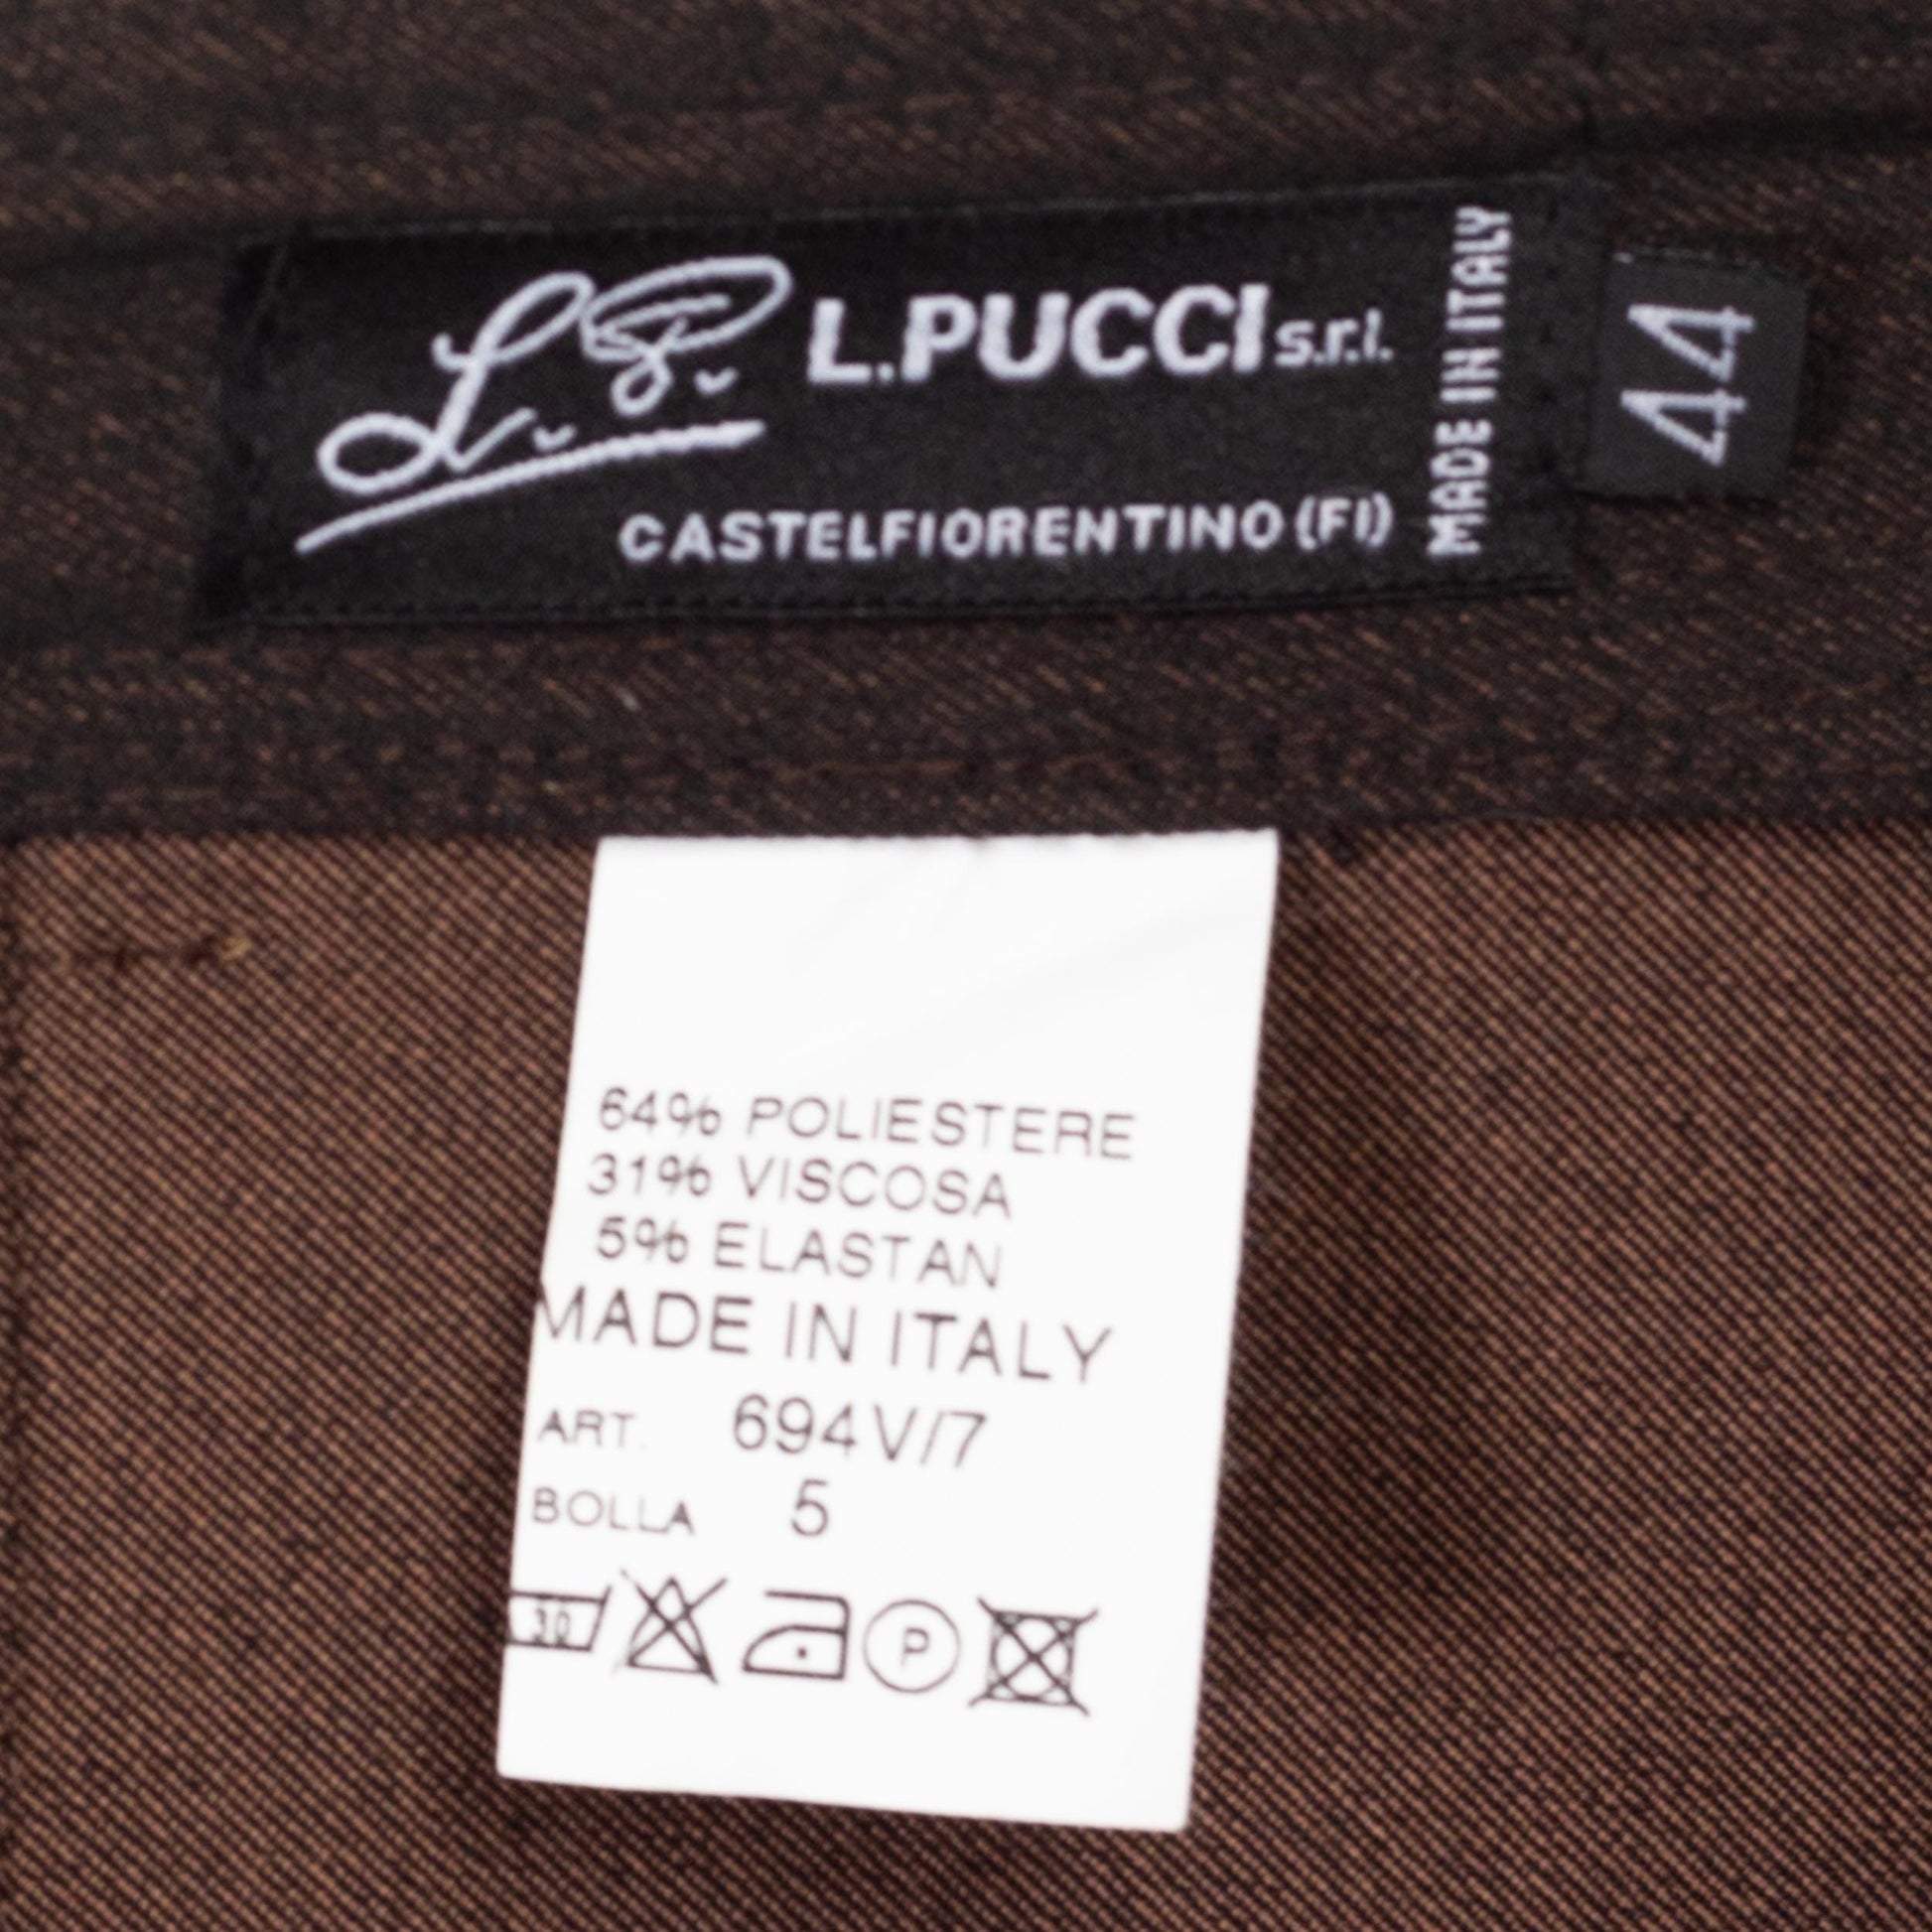 L.P. L.PUCCI s.r.l.
CASTELFIORENTINO (FI)
MADE IN ITALY
44
64% POLIESTERE
31% VISCOSA
5% ELASTAN
MADE IN ITALY
ART. 694V/7
BOLLA 5
30 P